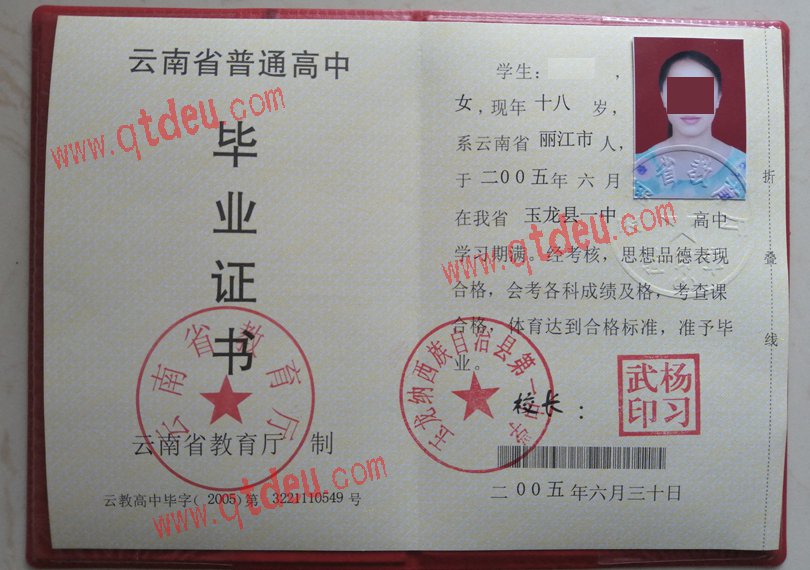 云南省普通高中
毕
业
证
书
云南省教育厅
云南省教育厅 制
云教高中毕字(2005)第 3221110549 号
学生: ,
女,现年 十八 岁,
系云南省 丽江市 人,
于 二00五年 六 月
在我省 玉龙县一中 高中
学习期满。经考核,思想品德表现
合格,会考各科成绩及格,考查课
合格,体育达到合格标准,准予毕
业。
玉龙纳西族自治县第一中学
校长:
杨习武印
二00五年六月三十日
折叠线
www.qtdeu.com
www.qtdeu.com
www.qtdeu.com